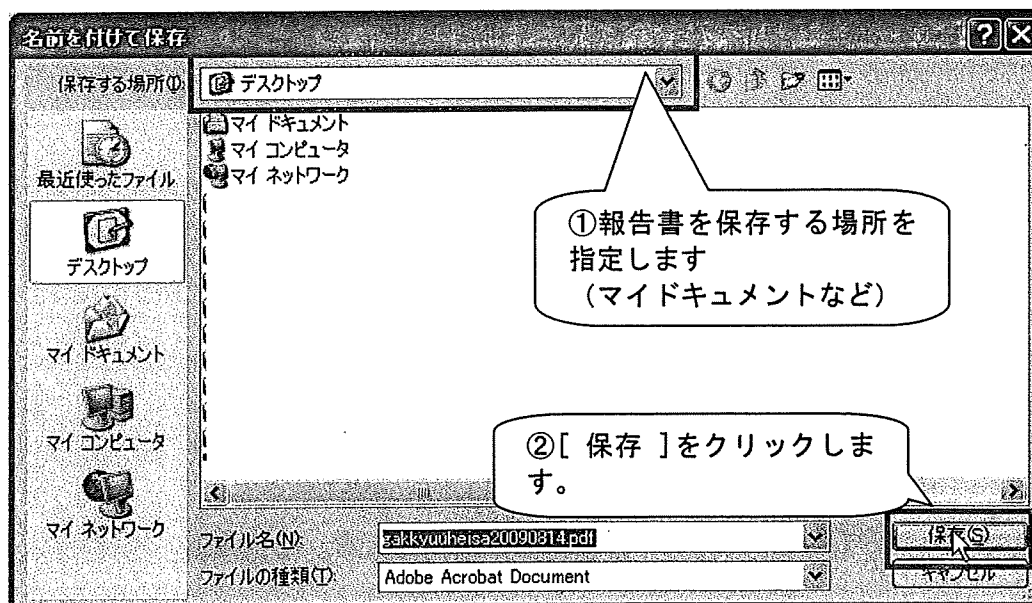 名前を付けて保存
保存する場所(I):
デスクトップ
最近使ったファイル
デスクトップ
マイ ドキュメント
マイ コンピュータ
マイ ネットワーク
マイ ドキュメント
マイ コンピュータ
マイ ネットワーク
①報告書を保存する場所を
指定します
（マイドキュメントなど）
②[ 保存 ]をクリックしま
す。
ファイル名(N):
gakkyuuheisa20090814.pdf
保存(S)
ファイルの種類(T):
Adobe Acrobat Document
キャンセル